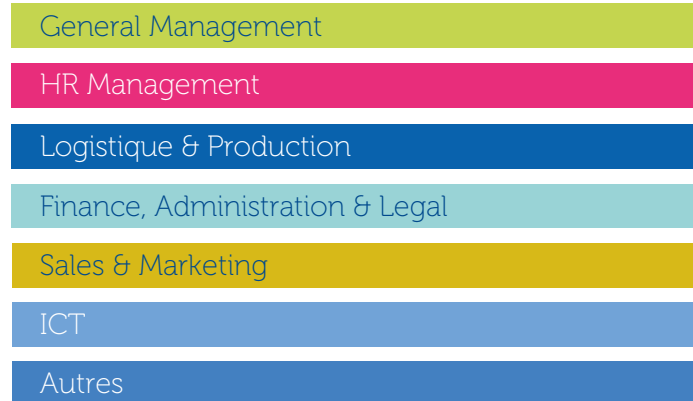 General Management
HR Management
Logistique & Production
Finance, Administration & Legal
Sales & Marketing
ICT
Autres